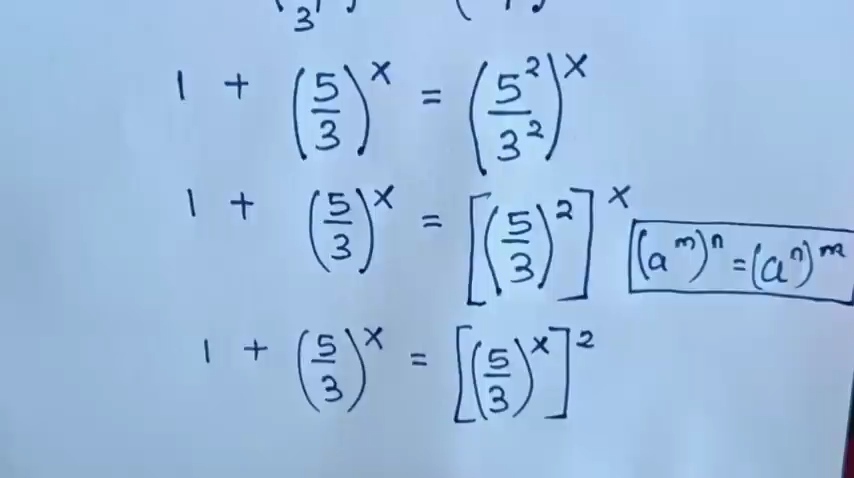 3
1 + (5/3)^x = (5^2/3^2)^x
1 + (5/3)^x = [(5/3)^2]^x
(a^m)^n = (a^n)^m
1 + (5/3)^x = [(5/3)^x]^2